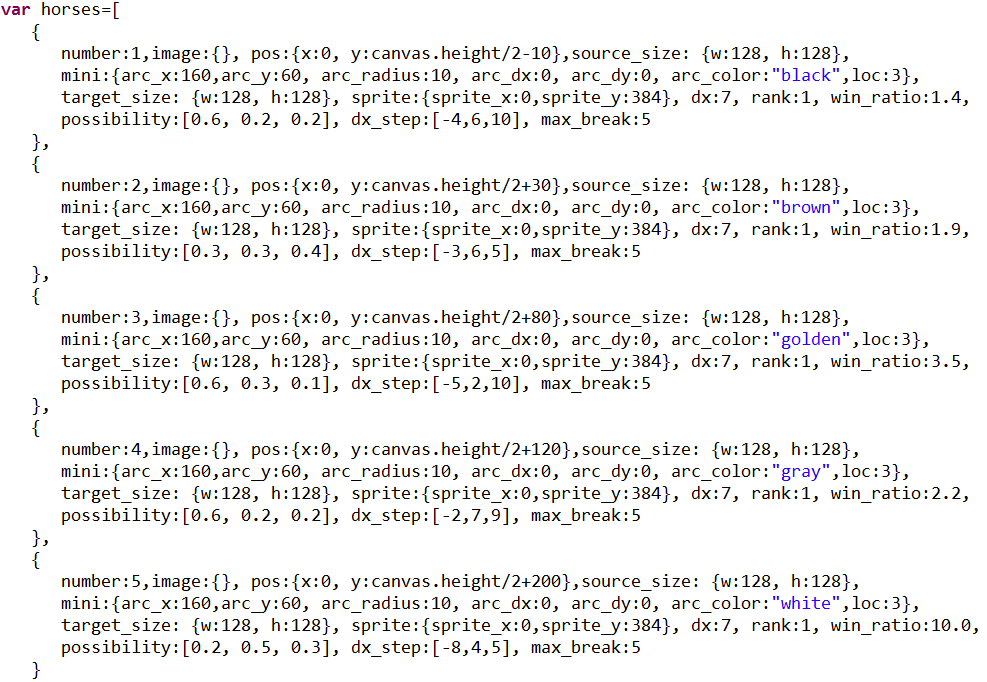 var horses=[
{
number:1,image:{}, pos:{x:0, y:canvas.height/2-10},source_size: {w:128, h:128},
mini:{arc_x:160,arc_y:60, arc_radius:10, arc_dx:0, arc_dy:0, arc_color:"black",loc:3},
target_size: {w:128, h:128}, sprite:{sprite_x:0,sprite_y:384}, dx:7, rank:1, win_ratio:1.4,
possibility:[0.6, 0.2, 0.2], dx_step:[-4,6,10], max_break:5
},
{
number:2,image:{}, pos:{x:0, y:canvas.height/2+30},source_size: {w:128, h:128},
mini:{arc_x:160,arc_y:60, arc_radius:10, arc_dx:0, arc_dy:0, arc_color:"brown",loc:3},
target_size: {w:128, h:128}, sprite:{sprite_x:0,sprite_y:384}, dx:7, rank:1, win_ratio:1.9,
possibility:[0.3, 0.3, 0.4], dx_step:[-3,6,5], max_break:5
},
{
number:3,image:{}, pos:{x:0, y:canvas.height/2+80},source_size: {w:128, h:128},
mini:{arc_x:160,arc_y:60, arc_radius:10, arc_dx:0, arc_dy:0, arc_color:"golden",loc:3},
target_size: {w:128, h:128}, sprite:{sprite_x:0,sprite_y:384}, dx:7, rank:1, win_ratio:3.5,
possibility:[0.6, 0.3, 0.1], dx_step:[-5,2,10], max_break:5
},
{
number:4,image:{}, pos:{x:0, y:canvas.height/2+120},source_size: {w:128, h:128},
mini:{arc_x:160,arc_y:60, arc_radius:10, arc_dx:0, arc_dy:0, arc_color:"gray",loc:3},
target_size: {w:128, h:128}, sprite:{sprite_x:0,sprite_y:384}, dx:7, rank:1, win_ratio:2.2,
possibility:[0.6, 0.2, 0.2], dx_step:[-2,7,9], max_break:5
},
{
number:5,image:{}, pos:{x:0, y:canvas.height/2+200},source_size: {w:128, h:128},
mini:{arc_x:160,arc_y:60, arc_radius:10, arc_dx:0, arc_dy:0, arc_color:"white",loc:3},
target_size: {w:128, h:128}, sprite:{sprite_x:0,sprite_y:384}, dx:7, rank:1, win_ratio:10.0,
possibility:[0.2, 0.5, 0.3], dx_step:[-8,4,5], max_break:5
}